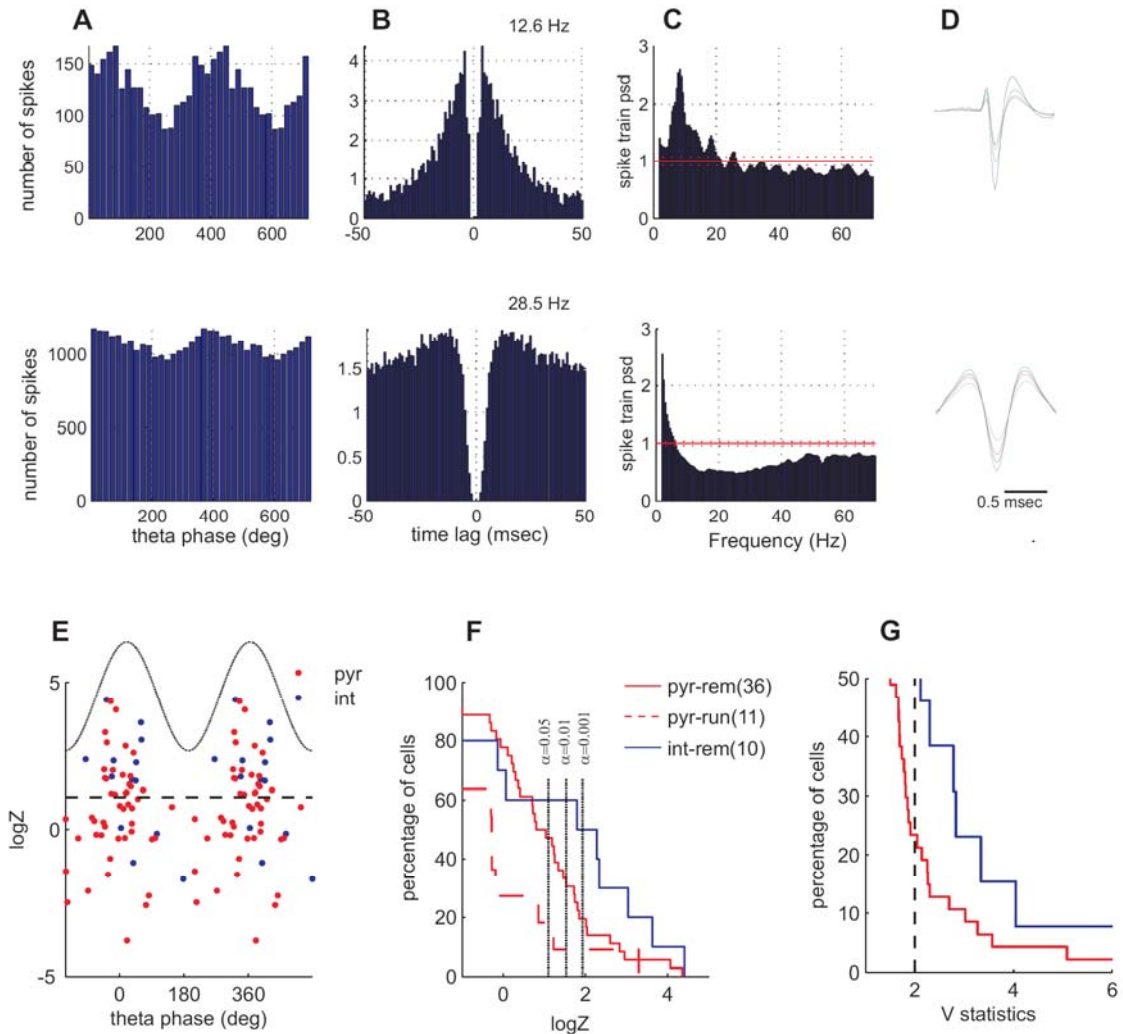 A
B
C
D
12.6 Hz
number of spikes
150
100
50
0
200
400
600
4
3
2
1
0
-50
0
50
spike train psd
3
2
1
0
0
20
40
60
28.5 Hz
number of spikes
1000
500
0
200
400
600
theta phase (deg)
1.5
1
0.5
0
-50
0
50
time lag (msec)
spike train psd
3
2
1
0
0
20
40
60
Frequency (Hz)
0.5 msec
E
F
G
logZ
5
0
-5
0
180
360
theta phase (deg)
pyr
int
percentage of cells
100
80
60
40
20
0
0
2
4
logZ
α=0.05
α=0.01
α=0.001
pyr-rem(36)
pyr-run(11)
int-rem(10)
percentage of cells
50
40
30
20
10
0
2
4
6
V statistics